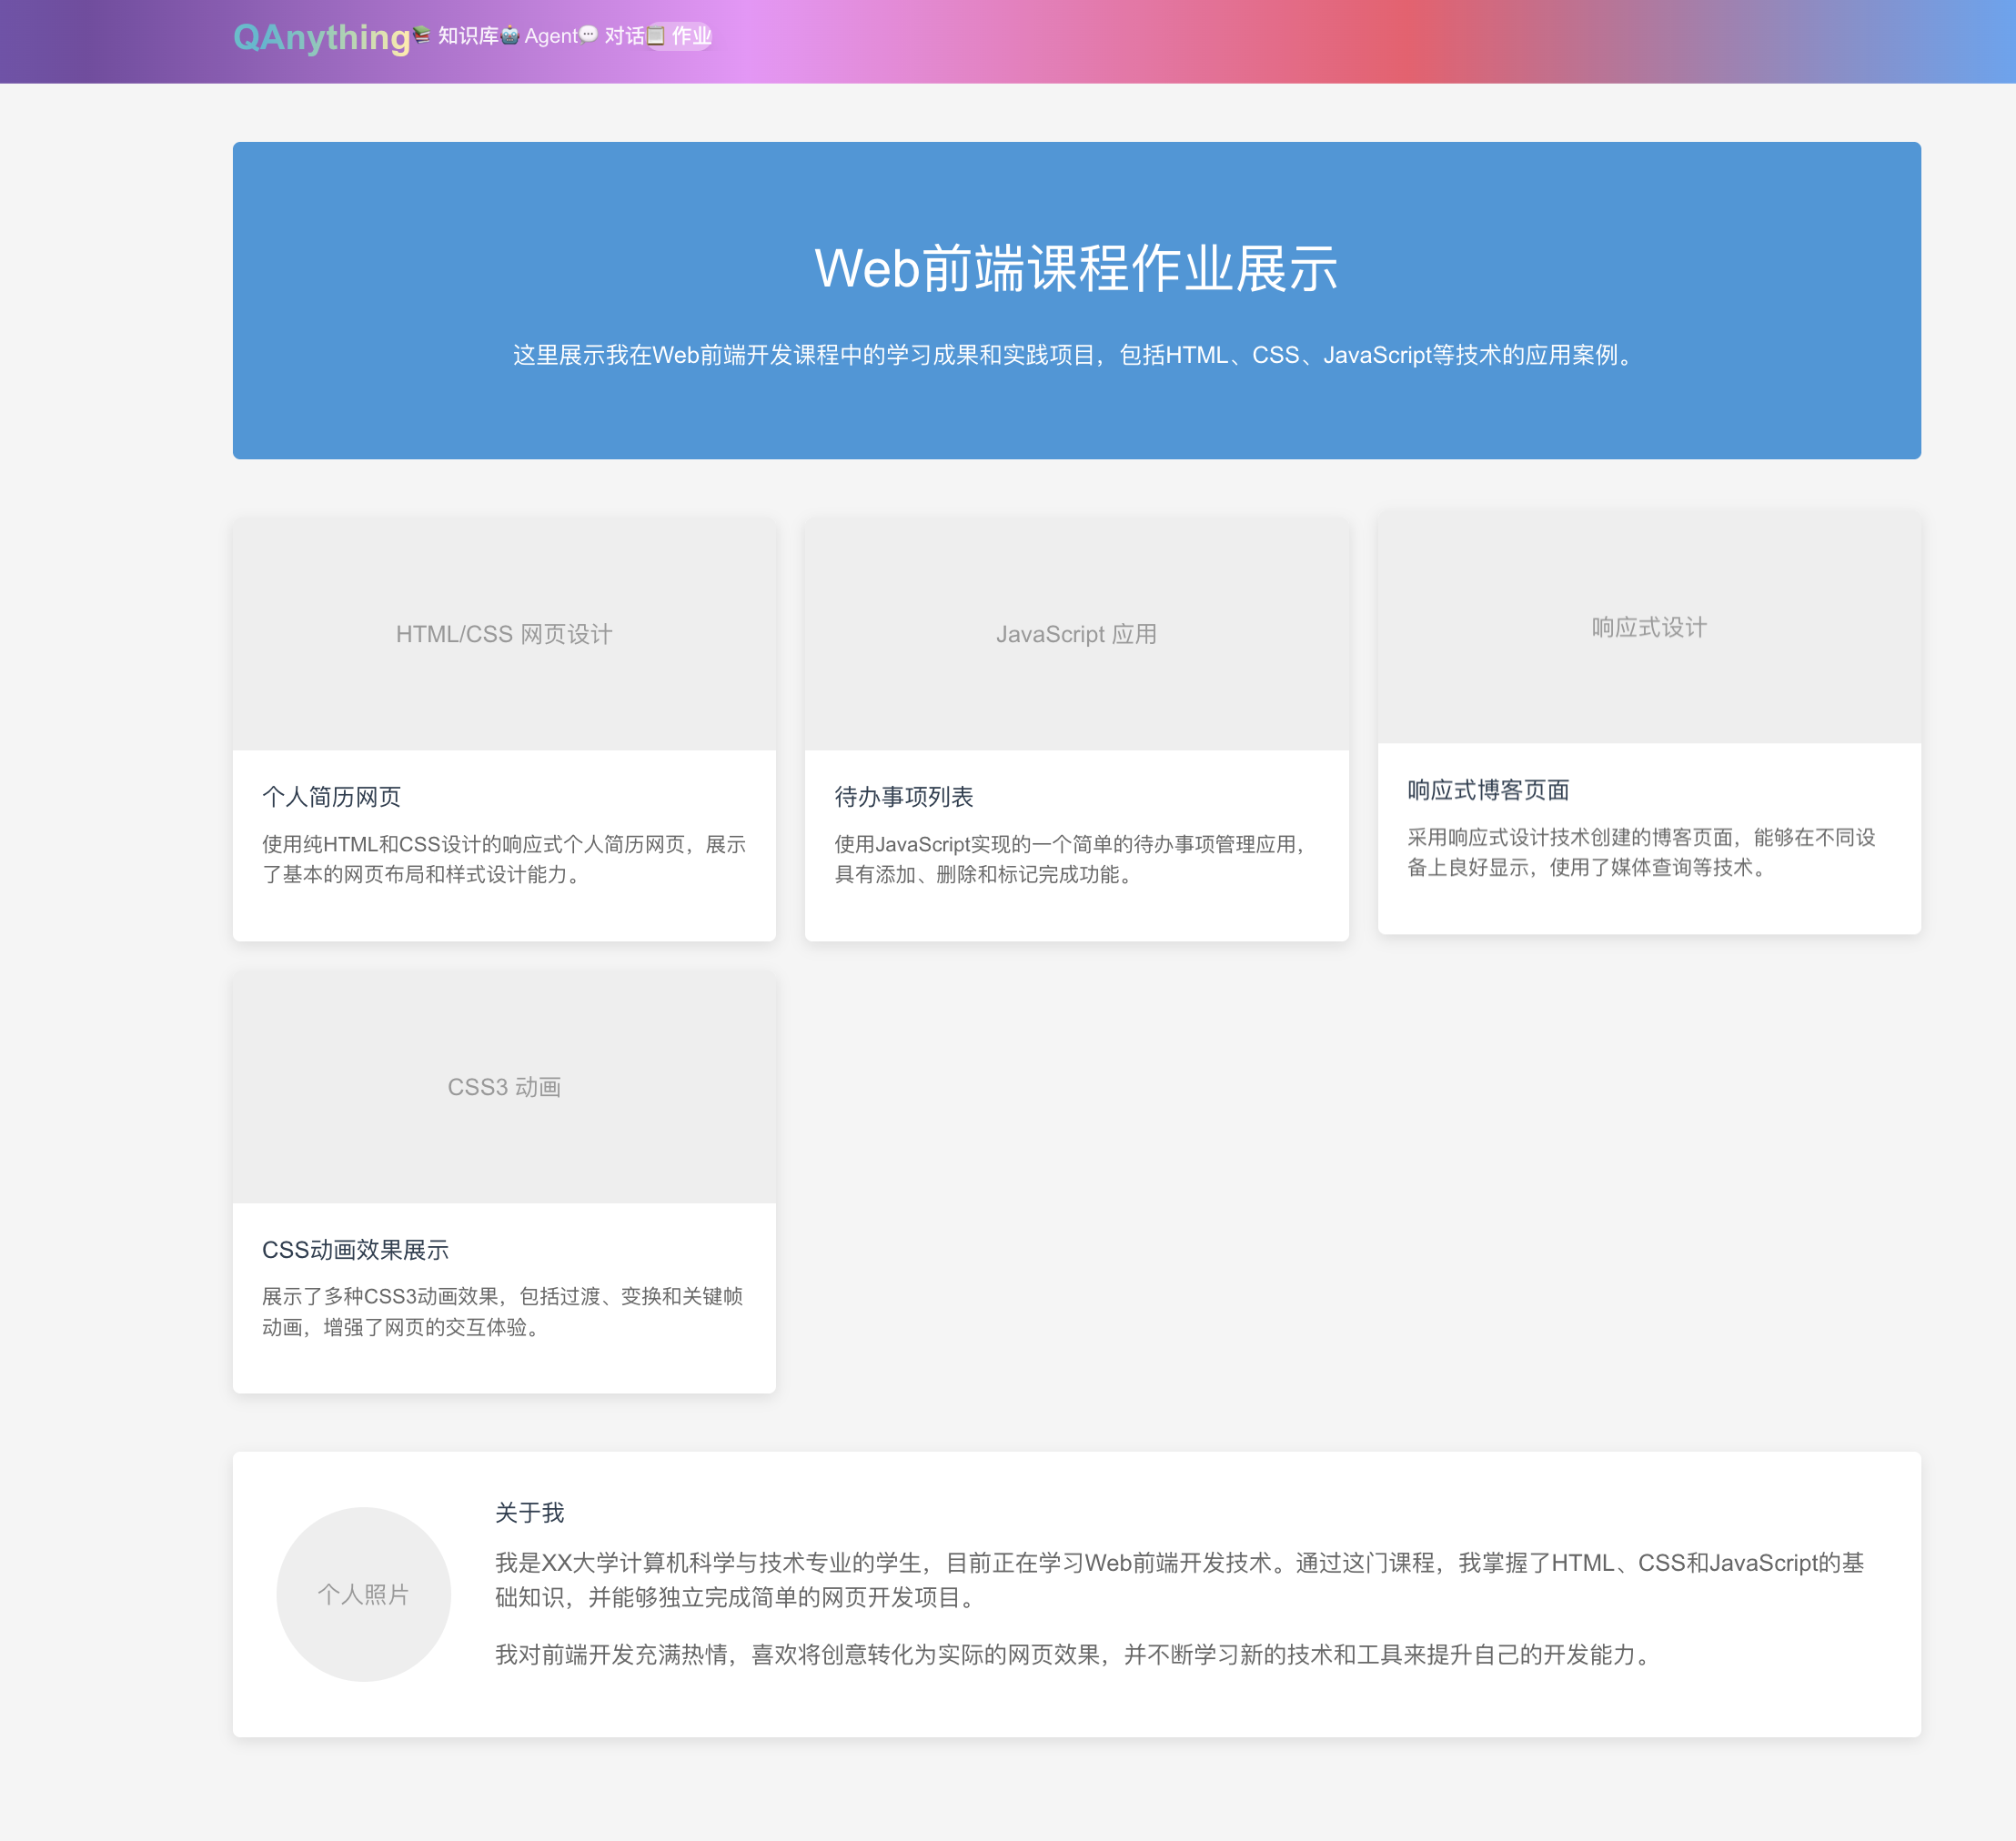 QAnything 📚 知识库 🤖 Agent 💬 对话 📋 作业
Web前端课程作业展示
这里展示我在Web前端开发课程中的学习成果和实践项目，包括HTML、CSS、JavaScript等技术的应用案例。
HTML/CSS 网页设计
个人简历网页
使用纯HTML和CSS设计的响应式个人简历网页，展示
了基本的网页布局和样式设计能力。
JavaScript 应用
待办事项列表
使用JavaScript实现的一个简单的待办事项管理应用，
具有添加、删除和标记完成功能。
响应式设计
响应式博客页面
采用响应式设计技术创建的博客页面，能够在不同设
备上良好显示，使用了媒体查询等技术。
CSS3 动画
CSS动画效果展示
展示了多种CSS3动画效果，包括过渡、变换和关键帧
动画，增强了网页的交互体验。
个人照片
关于我
我是XX大学计算机科学与技术专业的学生，目前正在学习Web前端开发技术。通过这门课程，我掌握了HTML、CSS和JavaScript的基
础知识，并能够独立完成简单的网页开发项目。
我对前端开发充满热情，喜欢将创意转化为实际的网页效果，并不断学习新的技术和工具来提升自己的开发能力。